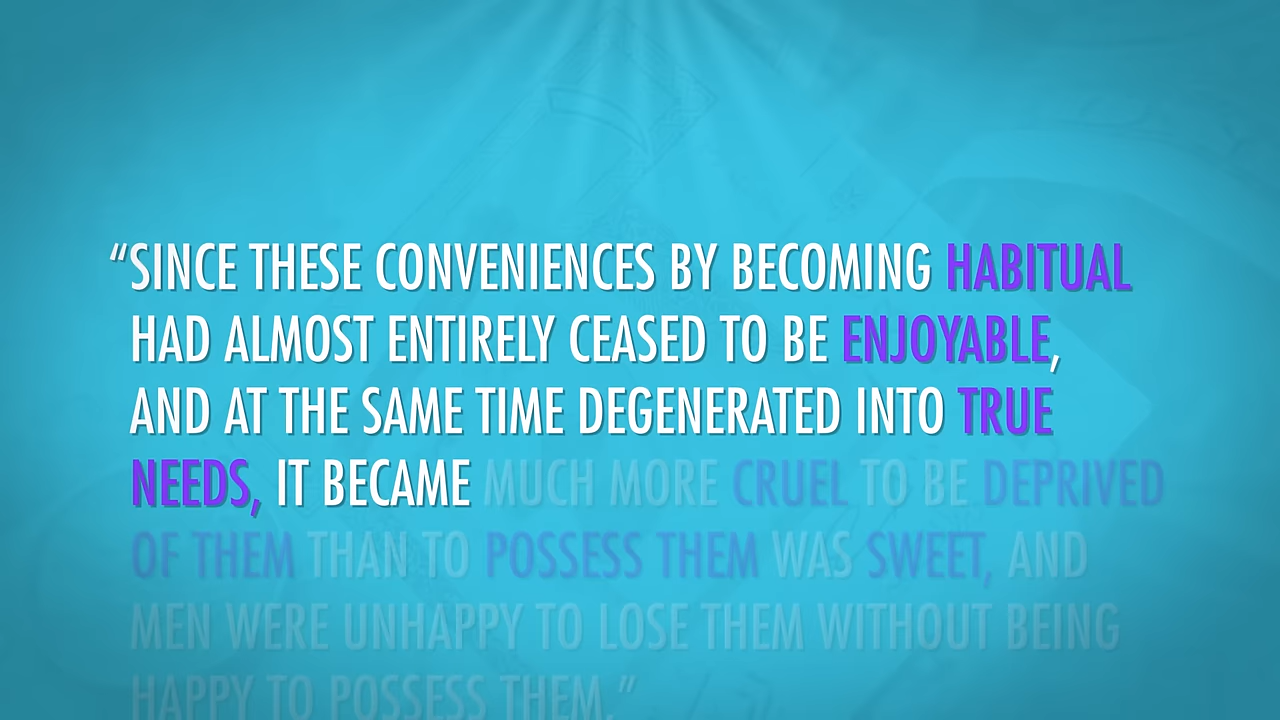 “SINCE THESE CONVENIENCES BY BECOMING HABITUAL
HAD ALMOST ENTIRELY CEASED TO BE ENJOYABLE,
AND AT THE SAME TIME DEGENERATED INTO TRUE
NEEDS, IT BECAME MUCH MORE CRUEL TO BE DEPRIVED
OF THEM THAN TO POSSESS THEM WAS SWEET, AND
MEN WERE UNHAPPY TO LOSE THEM WITHOUT BEING
HAPPY TO POSSESS THEM.”